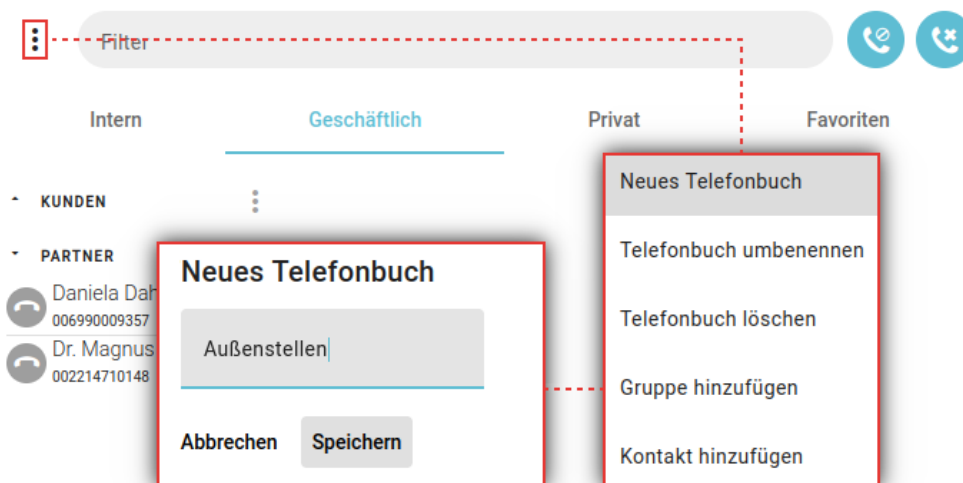 Filter
Intern Geschäftlich Privat Favoriten
KUNDEN
PARTNER
Daniela Dah
006990009357
Dr. Magnus
002214710148
Neues Telefonbuch
Außenstellen
Abbrechen Speichern
Neues Telefonbuch
Telefonbuch umbenennen
Telefonbuch löschen
Gruppe hinzufügen
Kontakt hinzufügen